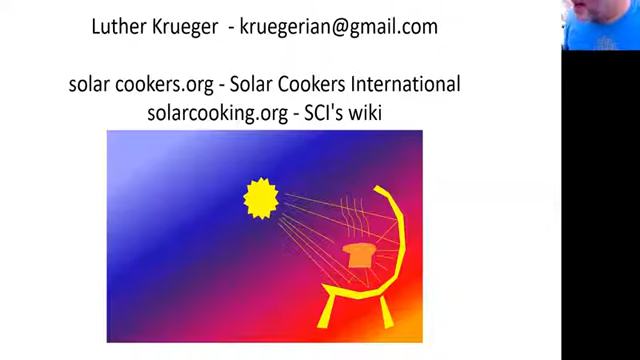 Luther Krueger - kruegerian@gmail.com
solar cookers.org - Solar Cookers International
solarcooking.org - SCI's wiki